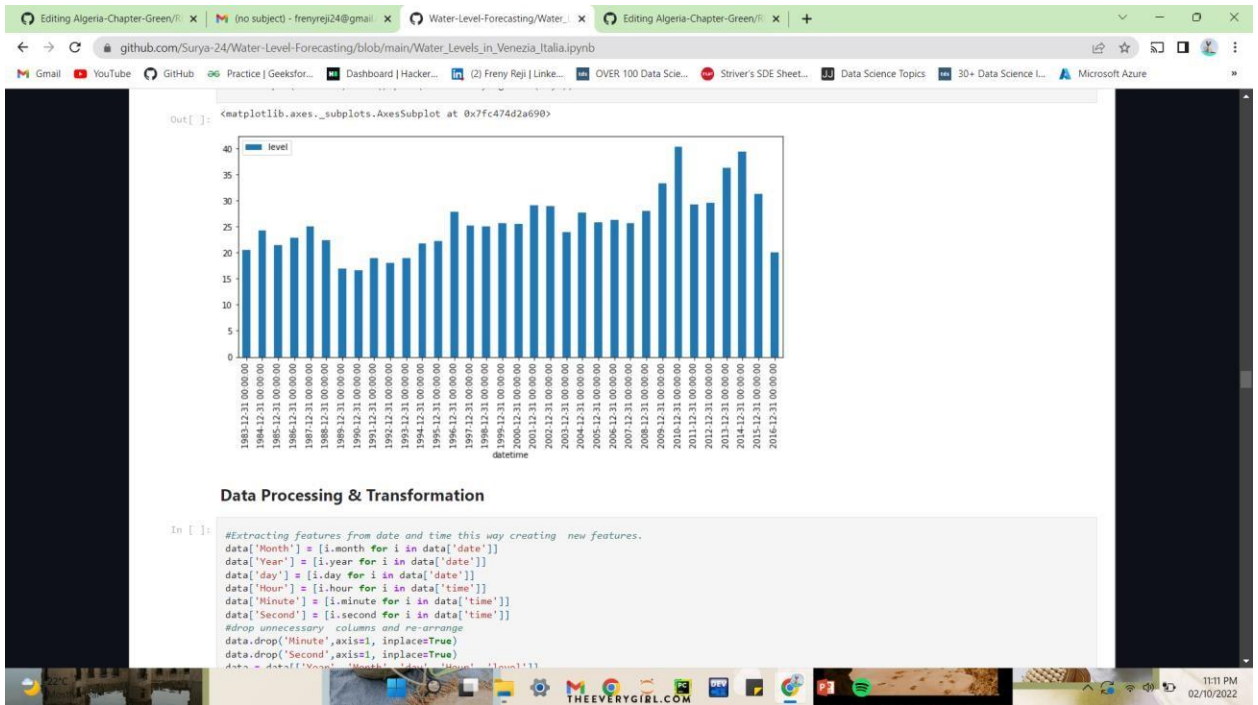 Editing Algeria-Chapter-Green/R
(no subject) - frenyreji24@gmail.
Water-Level-Forecasting/Water_L
Editing Algeria-Chapter-Green/R
github.com/Surya-24/Water-Level-Forecasting/blob/main/Water_Levels_in_Venezia_Italia.ipynb
Gmail
YouTube
GitHub
Practice | Geeksfor...
Dashboard | Hacker...
(2) Freny Reji | Linke...
OVER 100 Data Scie...
Striver's SDE Sheet...
Data Science Topics
30+ Data Science I...
Microsoft Azure
»
Out[ ]:
<matplotlib.axes._subplots.AxesSubplot at 0x7fc474d2a690>
level
40
35
30
25
20
15
10
5
0
1983-12-31 00:00:00
1984-12-31 00:00:00
1985-12-31 00:00:00
1986-12-31 00:00:00
1987-12-31 00:00:00
1988-12-31 00:00:00
1989-12-31 00:00:00
1990-12-31 00:00:00
1991-12-31 00:00:00
1992-12-31 00:00:00
1993-12-31 00:00:00
1994-12-31 00:00:00
1995-12-31 00:00:00
1996-12-31 00:00:00
1997-12-31 00:00:00
1998-12-31 00:00:00
1999-12-31 00:00:00
2000-12-31 00:00:00
2001-12-31 00:00:00
2002-12-31 00:00:00
2003-12-31 00:00:00
2004-12-31 00:00:00
2005-12-31 00:00:00
2006-12-31 00:00:00
2007-12-31 00:00:00
2008-12-31 00:00:00
2009-12-31 00:00:00
2010-12-31 00:00:00
2011-12-31 00:00:00
2012-12-31 00:00:00
2013-12-31 00:00:00
2014-12-31 00:00:00
2015-12-31 00:00:00
2016-12-31 00:00:00
datetime
Data Processing & Transformation
In [ ]:
#Extracting features from date and time this way creating  new features.
data['Month'] = [i.month for i in data['date']]
data['Year'] = [i.year for i in data['date']]
data['day'] = [i.day for i in data['date']]
data['Hour'] = [i.hour for i in data['time']]
data['Minute'] = [i.minute for i in data['time']]
data['Second'] = [i.second for i in data['time']]
#drop unnecessary  columns and re-arrange
data.drop('Minute',axis=1, inplace=True)
data.drop('Second',axis=1, inplace=True)
data = data[['Year', 'Month', 'day', 'Hour', 'level']]
22°C
THEEVERYGIRL.COM
11:11 PM
02/10/2022